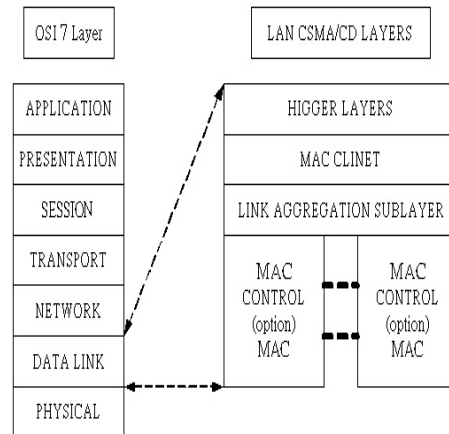 OSI 7 Layer
LAN CSMA/CD LAYERS
APPLICATION
PRESENTATION
SESSION
TRANSPORT
NETWORK
DATA LINK
PHYSICAL
HIGGER LAYERS
MAC CLINET
LINK AGGREGATION SUBLAYER
MAC
CONTROL
(option)
MAC
MAC
CONTROL
(option)
MAC